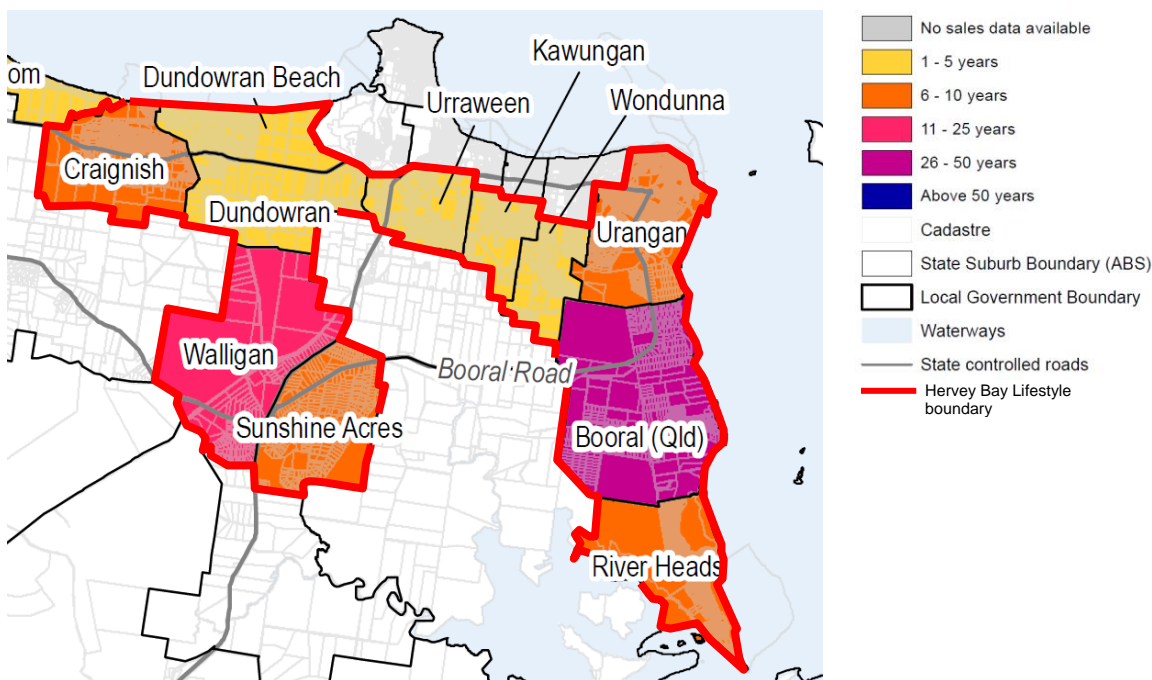 om
Dundowran Beach
Kawungan
Urraween
Wondunna
Craignish
Dundowran
Urangan
Walligan
Booral Road
Sunshine Acres
Booral (Qld)
River Heads
No sales data available
1 - 5 years
6 - 10 years
11 - 25 years
26 - 50 years
Above 50 years
Cadastre
State Suburb Boundary (ABS)
Local Government Boundary
Waterways
State controlled roads
Hervey Bay Lifestyle
boundary